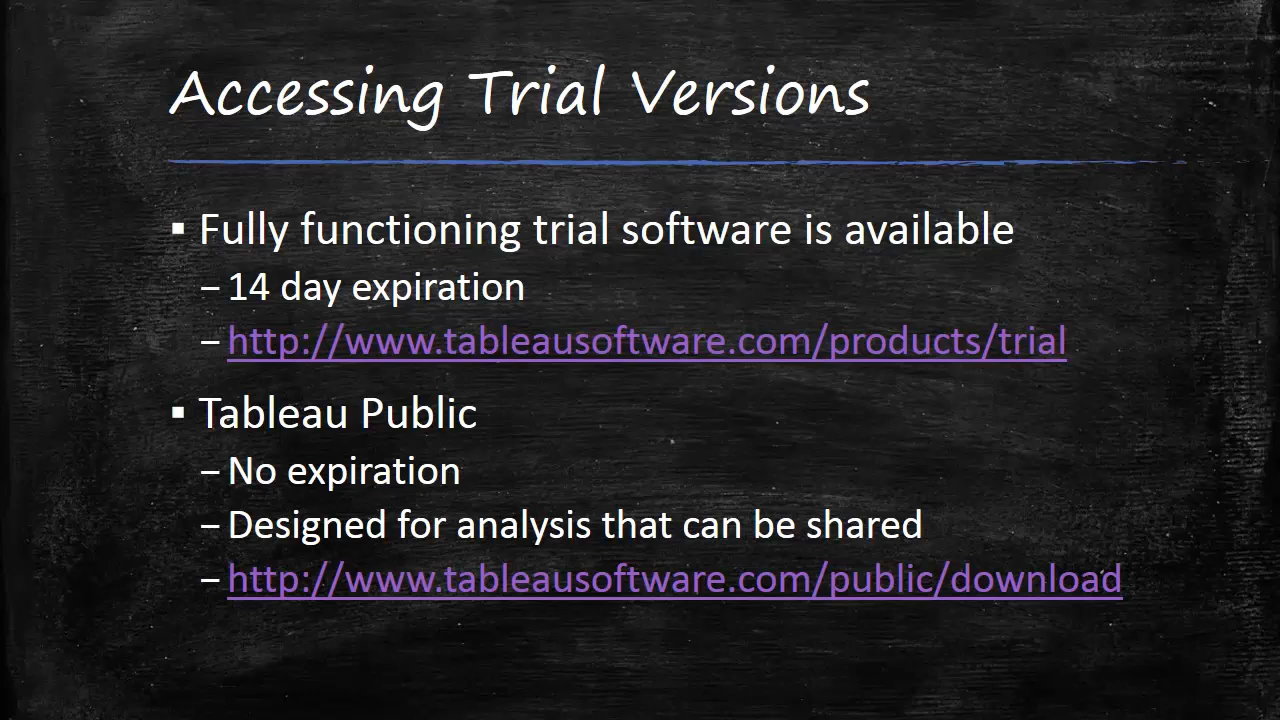 Accessing Trial Versions
▪ Fully functioning trial software is available
– 14 day expiration
– http://www.tableausoftware.com/products/trial
▪ Tableau Public
– No expiration
– Designed for analysis that can be shared
– http://www.tableausoftware.com/public/download